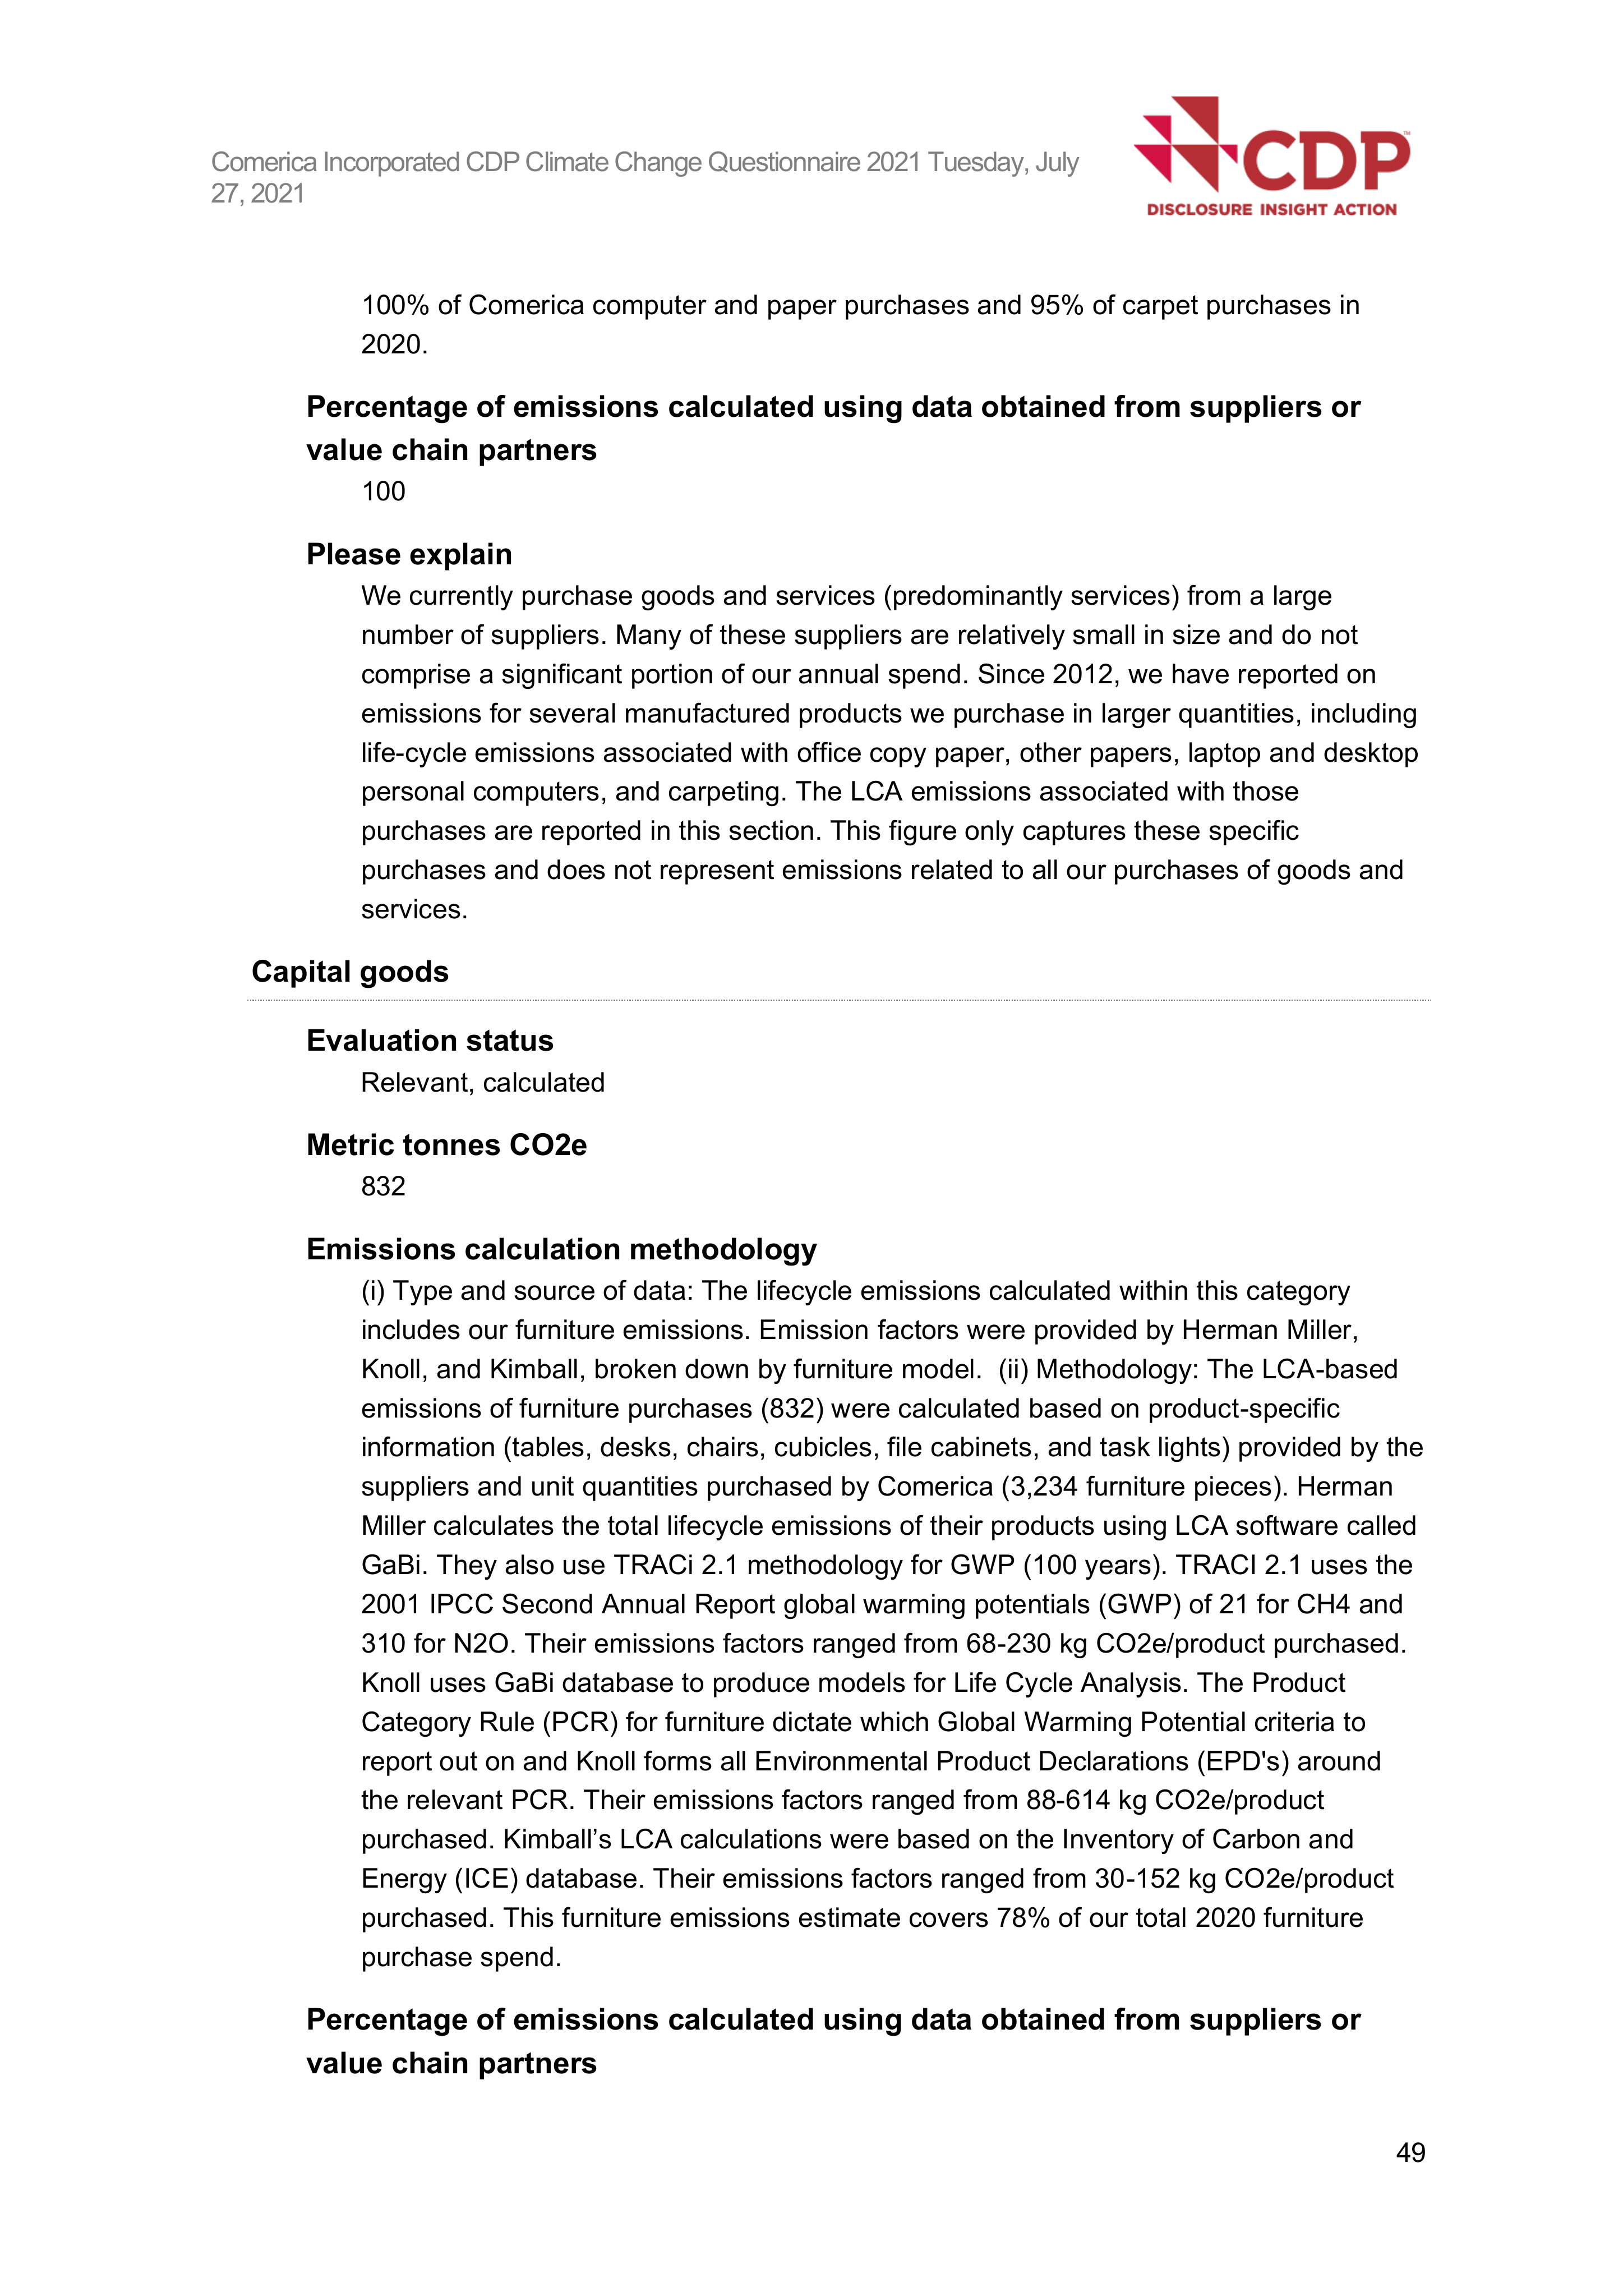 Comerica Incorporated CDP Climate Change Questionnaire 2021 Tuesday, July
27, 2021
CDP™
DISCLOSURE INSIGHT ACTION
100% of Comerica computer and paper purchases and 95% of carpet purchases in
2020.
Percentage of emissions calculated using data obtained from suppliers or
value chain partners
100
Please explain
We currently purchase goods and services (predominantly services) from a large
number of suppliers. Many of these suppliers are relatively small in size and do not
comprise a significant portion of our annual spend. Since 2012, we have reported on
emissions for several manufactured products we purchase in larger quantities, including
life-cycle emissions associated with office copy paper, other papers, laptop and desktop
personal computers, and carpeting. The LCA emissions associated with those
purchases are reported in this section. This figure only captures these specific
purchases and does not represent emissions related to all our purchases of goods and
services.
Capital goods
Evaluation status
Relevant, calculated
Metric tonnes CO2e
832
Emissions calculation methodology
(i) Type and source of data: The lifecycle emissions calculated within this category
includes our furniture emissions. Emission factors were provided by Herman Miller,
Knoll, and Kimball, broken down by furniture model.  (ii) Methodology: The LCA-based
emissions of furniture purchases (832) were calculated based on product-specific
information (tables, desks, chairs, cubicles, file cabinets, and task lights) provided by the
suppliers and unit quantities purchased by Comerica (3,234 furniture pieces). Herman
Miller calculates the total lifecycle emissions of their products using LCA software called
GaBi. They also use TRACi 2.1 methodology for GWP (100 years). TRACI 2.1 uses the
2001 IPCC Second Annual Report global warming potentials (GWP) of 21 for CH4 and
310 for N2O. Their emissions factors ranged from 68-230 kg CO2e/product purchased.
Knoll uses GaBi database to produce models for Life Cycle Analysis. The Product
Category Rule (PCR) for furniture dictate which Global Warming Potential criteria to
report out on and Knoll forms all Environmental Product Declarations (EPD's) around
the relevant PCR. Their emissions factors ranged from 88-614 kg CO2e/product
purchased. Kimball’s LCA calculations were based on the Inventory of Carbon and
Energy (ICE) database. Their emissions factors ranged from 30-152 kg CO2e/product
purchased. This furniture emissions estimate covers 78% of our total 2020 furniture
purchase spend.
Percentage of emissions calculated using data obtained from suppliers or
value chain partners
49